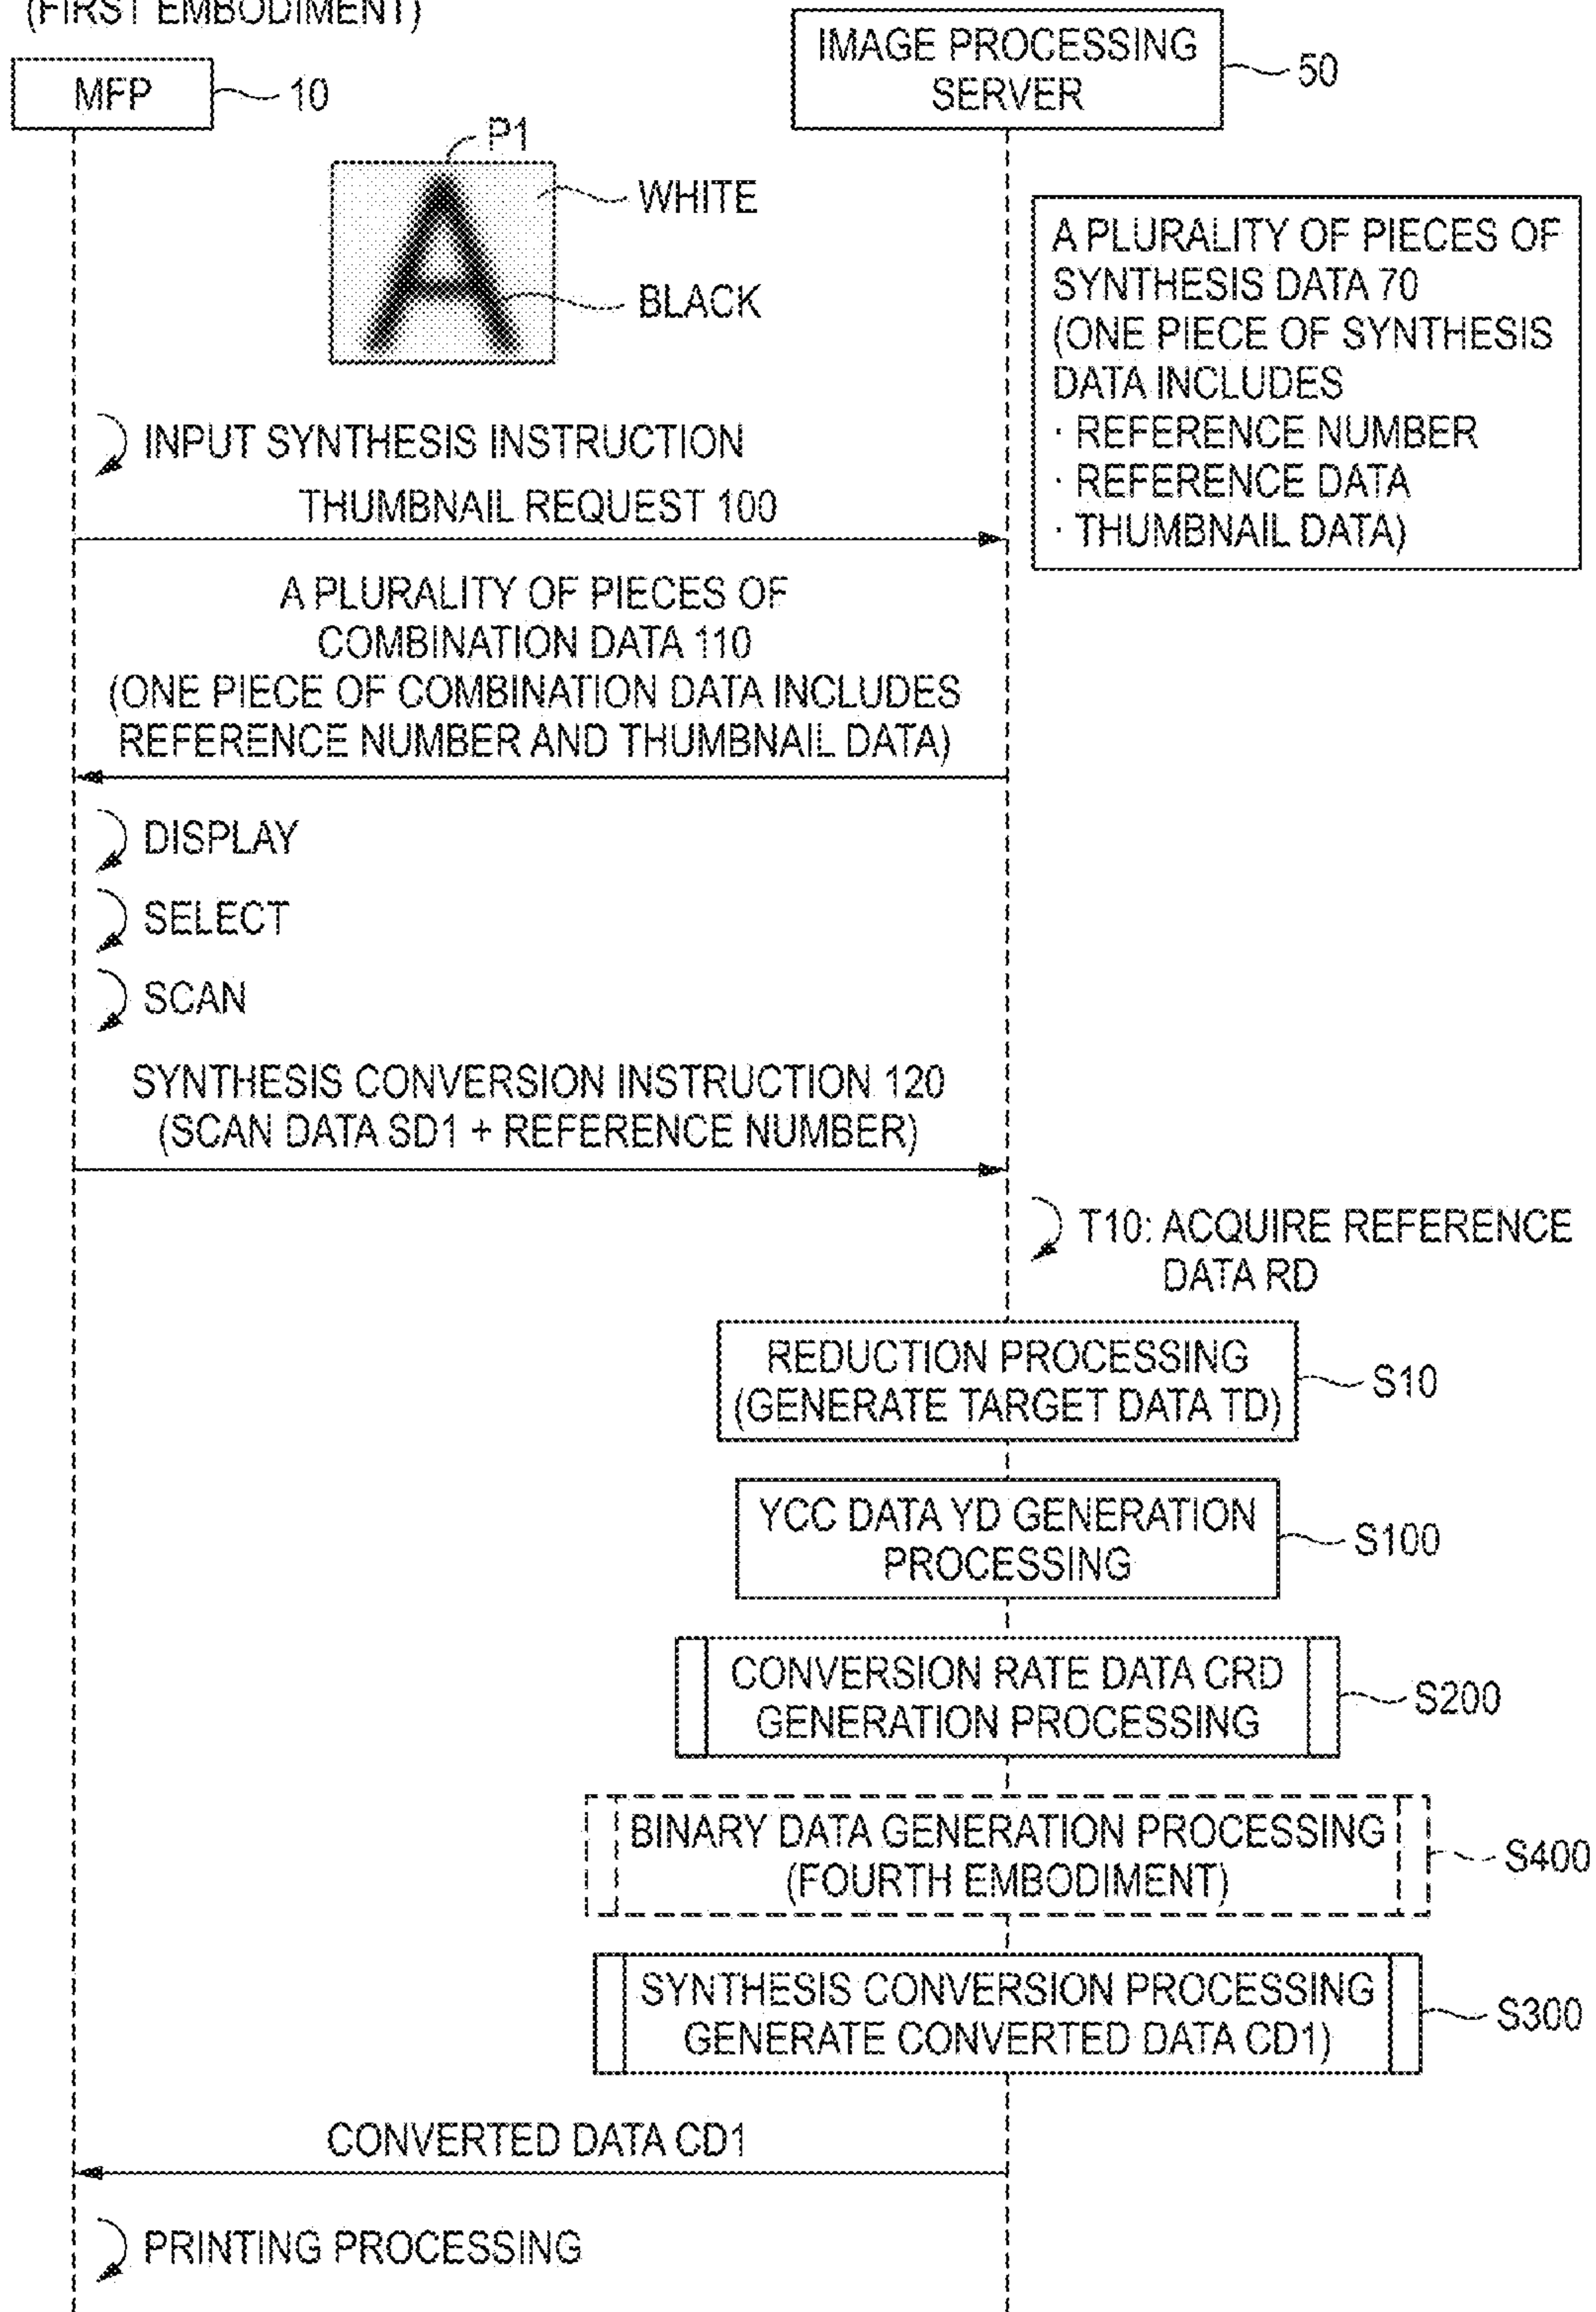 (FIRST EMBODIMENT)
MFP
10
IMAGE PROCESSING
SERVER
50
P1
WHITE
A
BLACK
A PLURALITY OF PIECES OF
SYNTHESIS DATA 70
(ONE PIECE OF SYNTHESIS
DATA INCLUDES
· REFERENCE NUMBER
· REFERENCE DATA
· THUMBNAIL DATA)
INPUT SYNTHESIS INSTRUCTION
THUMBNAIL REQUEST 100
A PLURALITY OF PIECES OF
COMBINATION DATA 110
(ONE PIECE OF COMBINATION DATA INCLUDES
REFERENCE NUMBER AND THUMBNAIL DATA)
DISPLAY
SELECT
SCAN
SYNTHESIS CONVERSION INSTRUCTION 120
(SCAN DATA SD1 + REFERENCE NUMBER)
T10: ACQUIRE REFERENCE
DATA RD
REDUCTION PROCESSING
(GENERATE TARGET DATA TD)
S10
YCC DATA YD GENERATION
PROCESSING
S100
CONVERSION RATE DATA CRD
GENERATION PROCESSING
S200
BINARY DATA GENERATION PROCESSING
(FOURTH EMBODIMENT)
S400
SYNTHESIS CONVERSION PROCESSING
GENERATE CONVERTED DATA CD1)
S300
CONVERTED DATA CD1
PRINTING PROCESSING